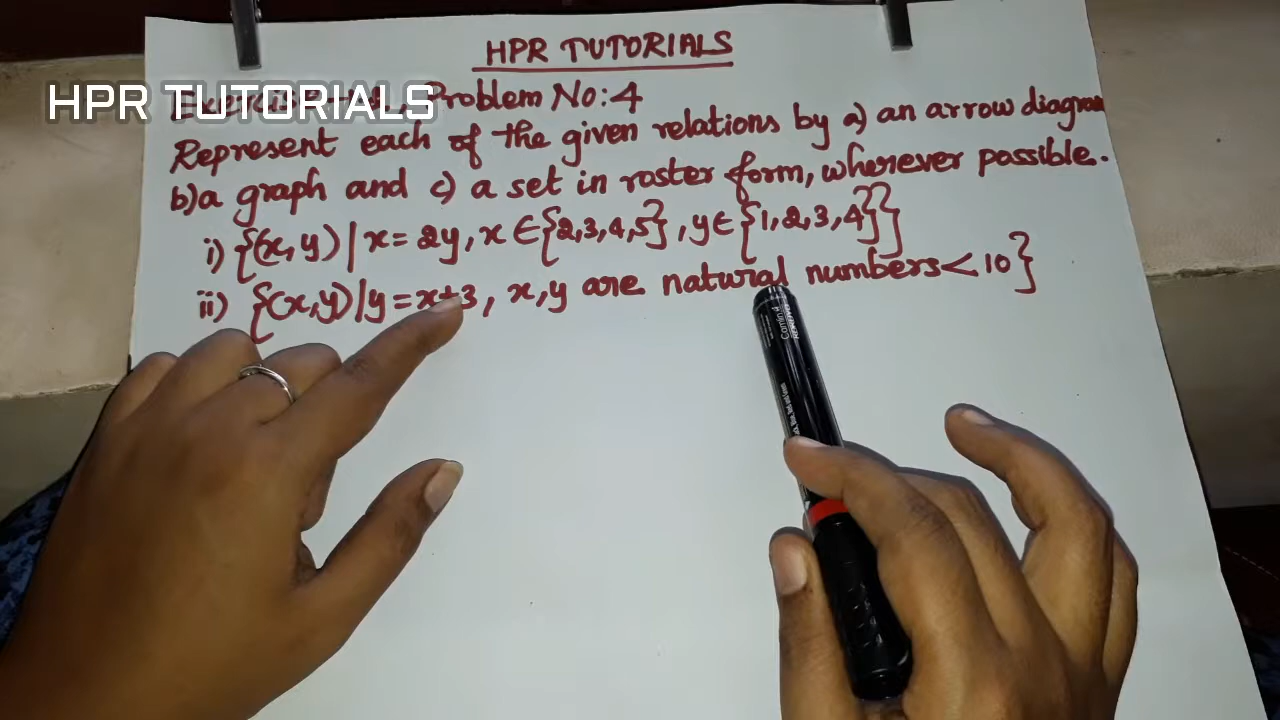 HPR TUTORIALS
HPR TUTORIALS
Problem No:4
Represent each of the given relations by a) an arrow diagram
b) a graph and c) a set in roster form, wherever possible.
i) {(x,y) | x = 2y, x ∈ {2,3,4,5}, y ∈ {1,2,3,4}}
ii) {(x,y) | y = x+3, x,y are natural numbers < 10}